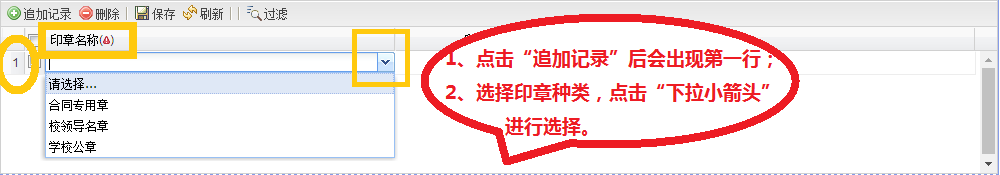 追加记录 删除 保存 刷新 过滤
印章名称(
1
请选择...
合同专用章
校领导名章
学校公章
1、点击“追加记录”后会出现第一行；
2、选择印章种类，点击“下拉小箭头”
进行选择。